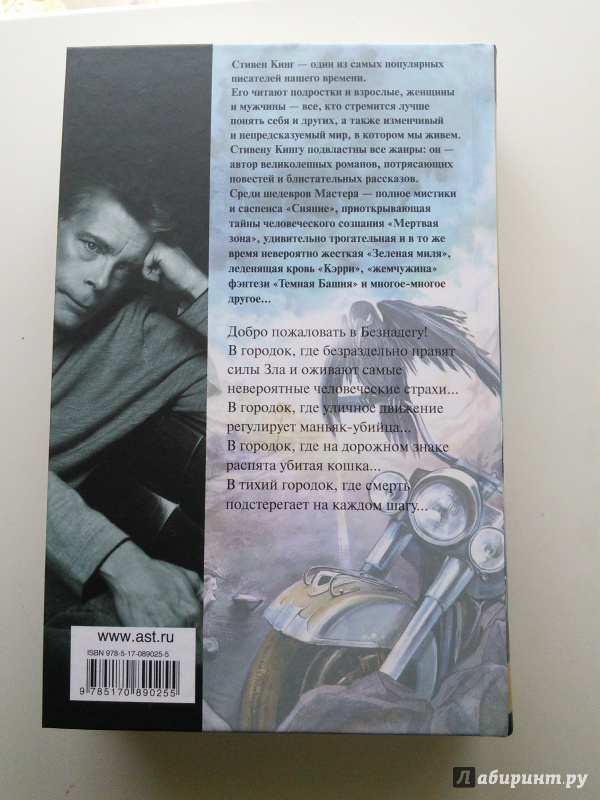 Стивен Кинг — один из самых популярных
писателей нашего времени.
Его читают подростки и взрослые, женщины
и мужчины — все, кто стремится лучше
понять себя и других, а также изменчивый
и непредсказуемый мир, в котором мы живем.
Стивену Кингу подвластны все жанры: он —
автор великолепных романов, потрясающих
повестей и блистательных рассказов.
Среди шедевров Мастера — полное мистики
и саспенса «Сияние», приоткрывающая
тайны человеческого сознания «Мертвая
зона», удивительно трогательная и в то же
время невероятно жесткая «Зеленая миля»,
леденящая кровь «Кэрри», «жемчужина»
фэнтези «Темная Башня» и многое-многое
другое...
Добро пожаловать в Безнадегу!
В городок, где безраздельно правят
силы Зла и оживают самые
невероятные человеческие страхи...
В городок, где уличное движение
регулирует маньяк-убийца...
В городок, где на дорожном знаке
распята убитая кошка...
В тихий городок, где смерть
подстерегает на каждом шагу...
www.ast.ru
ISBN 978-5-17-089025-5
9 785170 890255
Лабиринт.ру